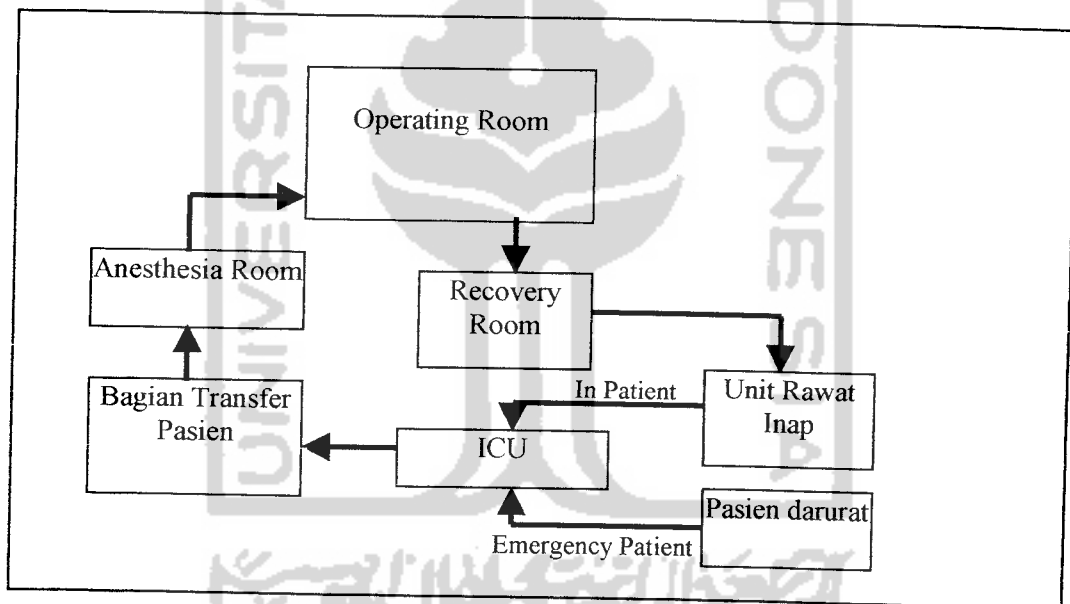 Operating Room
Anesthesia Room
Recovery
Room
Bagian Transfer
Pasien
In Patient
Unit Rawat
Inap
ICU
Pasien darurat
Emergency Patient